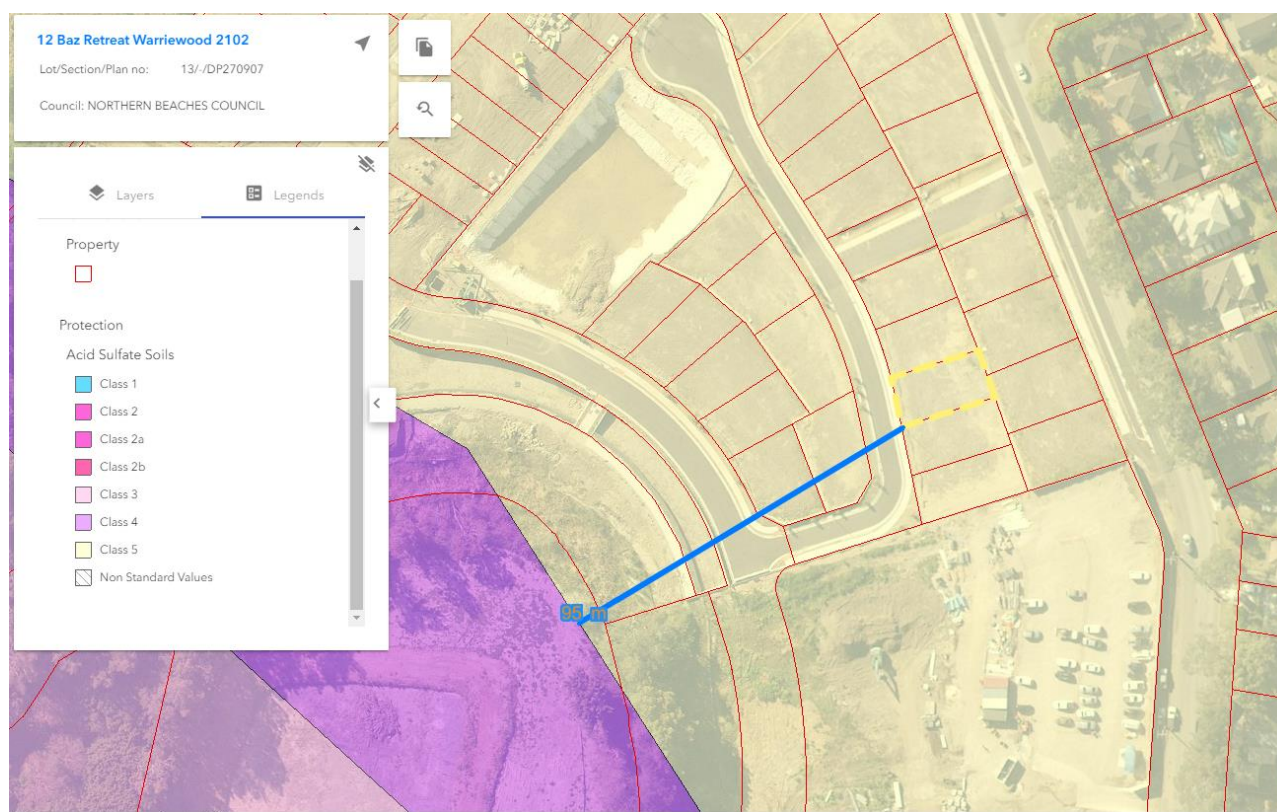 12 Baz Retreat Warriewood 2102
Lot/Section/Plan no: 13/-/DP270907
Council: NORTHERN BEACHES COUNCIL
Layers
Legends
Property
Protection
Acid Sulfate Soils
Class 1
Class 2
Class 2a
Class 2b
Class 3
Class 4
Class 5
Non Standard Values
95 m